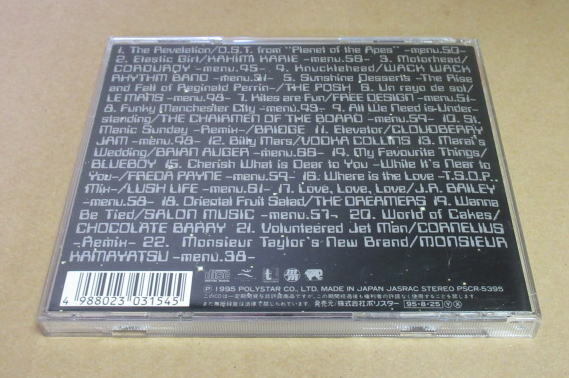 1. The Revelation/O.S.T. from "Planet of the Apes" -menu.50-
2. Elastic Girl/KAHIMI KARIE -menu.58- 3. Motorhead/
CORDUROY -menu.45- 4. Knucklehead/WACK WACK
RHYTHM BAND -menu.51- 5. Sunshine Desserts -The Rise
and Fall of Reginald Perrin-/THE POSH 6. Un rayo de sol/
LE MANS -menu.48- 7. Kites are Fun/FREE DESIGN -menu.51-
8. Funky Manchester City -menu.49- 9. All We Need is Under-
standing/THE CHAIRMEN OF THE BOARD -menu.54- 10. St.
Manic Sunday -Remix-/BRIDGE 11. Elevator/CLOUDBERRY
JAM -menu.48- 12. Billy Mars/VODKA COLLINS 13. Marai's
Wedding/BRIAN AUGER -menu.66- 14. My Favourite Things/
BLUEBOY 15. Cherish What is Dear to You -While It's Near to
You-/FREDA PAYNE -menu.54- 16. Where is the Love -T.S.O.P.
Mix-/LUSH LIFE -menu.61- 17. Love, Love, Love/J.R. BAILEY
-menu.58- 18. Oriental Fruit Salad/THE DREAMERS 19. Wanna
Be Tied/SALON MUSIC -menu.57- 20. World of Cakes/
CHOCOLATE BARRY 21. Volunteered Jet Man/CORNELIUS
-Remix- 22. Monsieur Taylor's New Brand/MONSIEUR
KAMAYATSU -menu.38-
4 988023 031545
Ⓟ 1995 POLYSTAR CO., LTD. MADE IN JAPAN JASRAC STEREO PSCR-5395
発売元/株式会社ポリスター 95・8・25